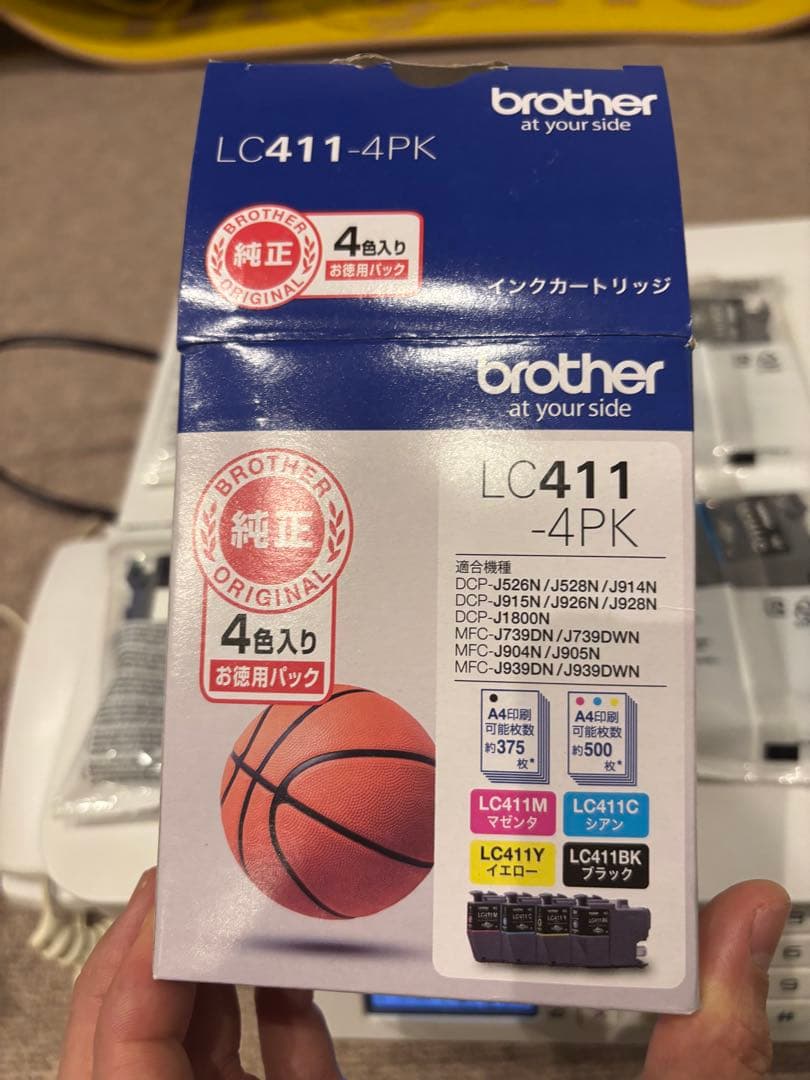 brother
at your side
LC411-4PK
BROTHER
純正
ORIGINAL
4色入り
お徳用パック
インクカートリッジ
brother
at your side
BROTHER
純正
ORIGINAL
4色入り
お徳用パック
LC411
-4PK
適合機種
DCP-J526N/J528N/J914N
DCP-J915N/J926N/J928N
DCP-J1800N
MFC-J739DN/J739DWN
MFC-J904N/J905N
MFC-J939DN/J939DWN
A4印刷
可能枚数
約375
枚*
A4印刷
可能枚数
約500
枚*
LC411M
マゼンタ
LC411C
シアン
LC411Y
イエロー
LC411BK
ブラック
LC411M
LC411C
LC411Y
LC411BK